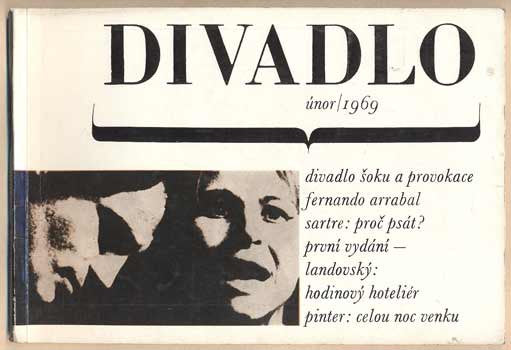 DIVADLO
únor/1969
divadlo šoku a provokace
fernando arrabal
sartre: proč psát?
první vydání –
landovský:
hodinový hoteliér
pinter: celou noc venku